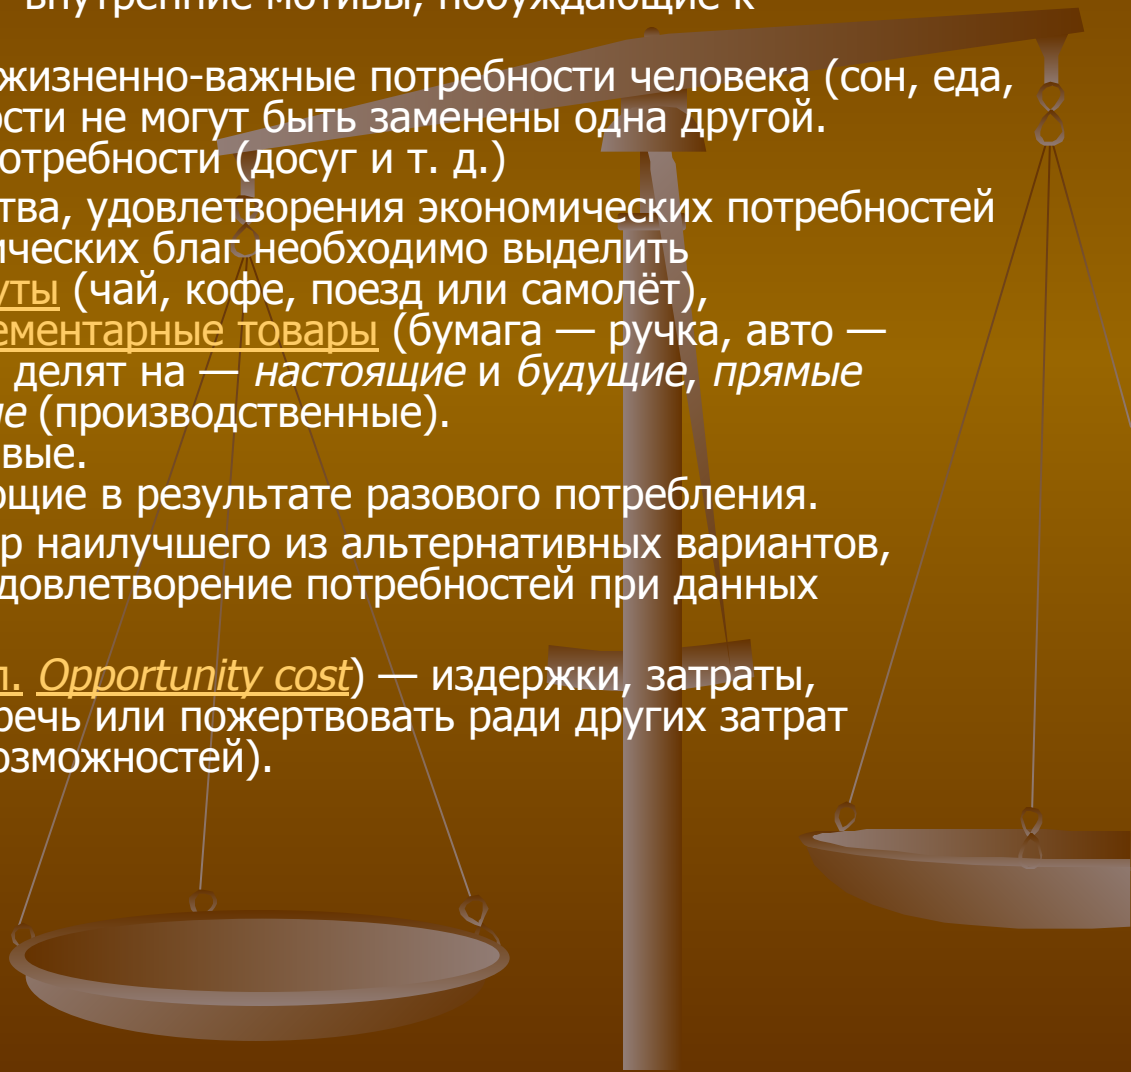 внутренние мотивы, побуждающие к
жизненно-важные потребности человека (сон, еда,
ости не могут быть заменены одна другой.
отребности (досуг и т. д.)
тва, удовлетворения экономических потребностей
ических благ необходимо выделить
уты (чай, кофе, поезд или самолёт),
ементарные товары (бумага — ручка, авто —
делят на — настоящие и будущие, прямые
ые (производственные).
вые.
ющие в результате разового потребления.
р наилучшего из альтернативных вариантов,
довлетворение потребностей при данных
л. Opportunity cost) — издержки, затраты,
речь или пожертвовать ради других затрат
озможностей).